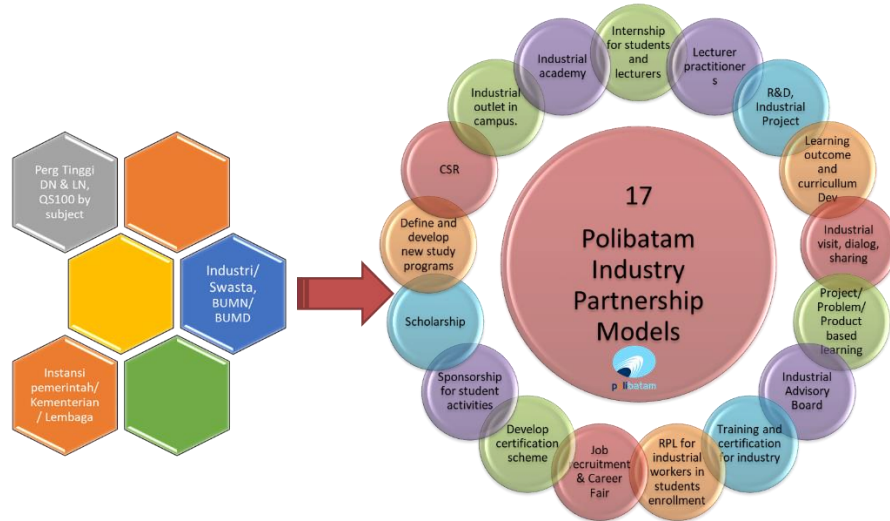 Perg Tinggi
DN & LN,
QS100 by
subject
Industri/
Swasta,
BUMN/
BUMD
Instansi
pemerintah/
Kementerian
/ Lembaga
17
Polibatam
Industry
Partnership
Models
polibatam
Internship
for students
and
lecturers
Lecturer
practitioner
s
R&D,
Industrial
Project
Learning
outcome
and
curricullum
Dev
Industrial
visit, dialog,
sharing
Project/
Problem/
Product
based
learning
Industrial
Advisory
Board
Training and
certification
for industry
RPL for
industrial
workers in
students
enrollment
Job
recruitment
& Career
Fair
Develop
certification
scheme
Sponsorship
for student
activities
Scholarship
Define and
develop
new study
programs
CSR
Industrial
outlet in
campus.
Industrial
academy